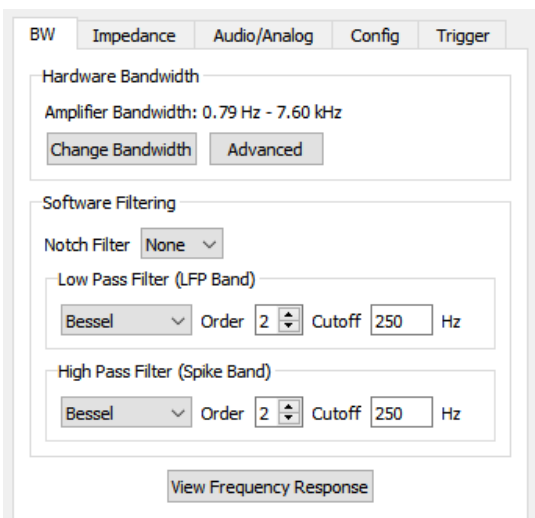 BW Impedance Audio/Analog Config Trigger
Hardware Bandwidth
Amplifier Bandwidth: 0.79 Hz - 7.60 kHz
Change Bandwidth Advanced
Software Filtering
Notch Filter None
Low Pass Filter (LFP Band)
Bessel Order 2 Cutoff 250 Hz
High Pass Filter (Spike Band)
Bessel Order 2 Cutoff 250 Hz
View Frequency Response